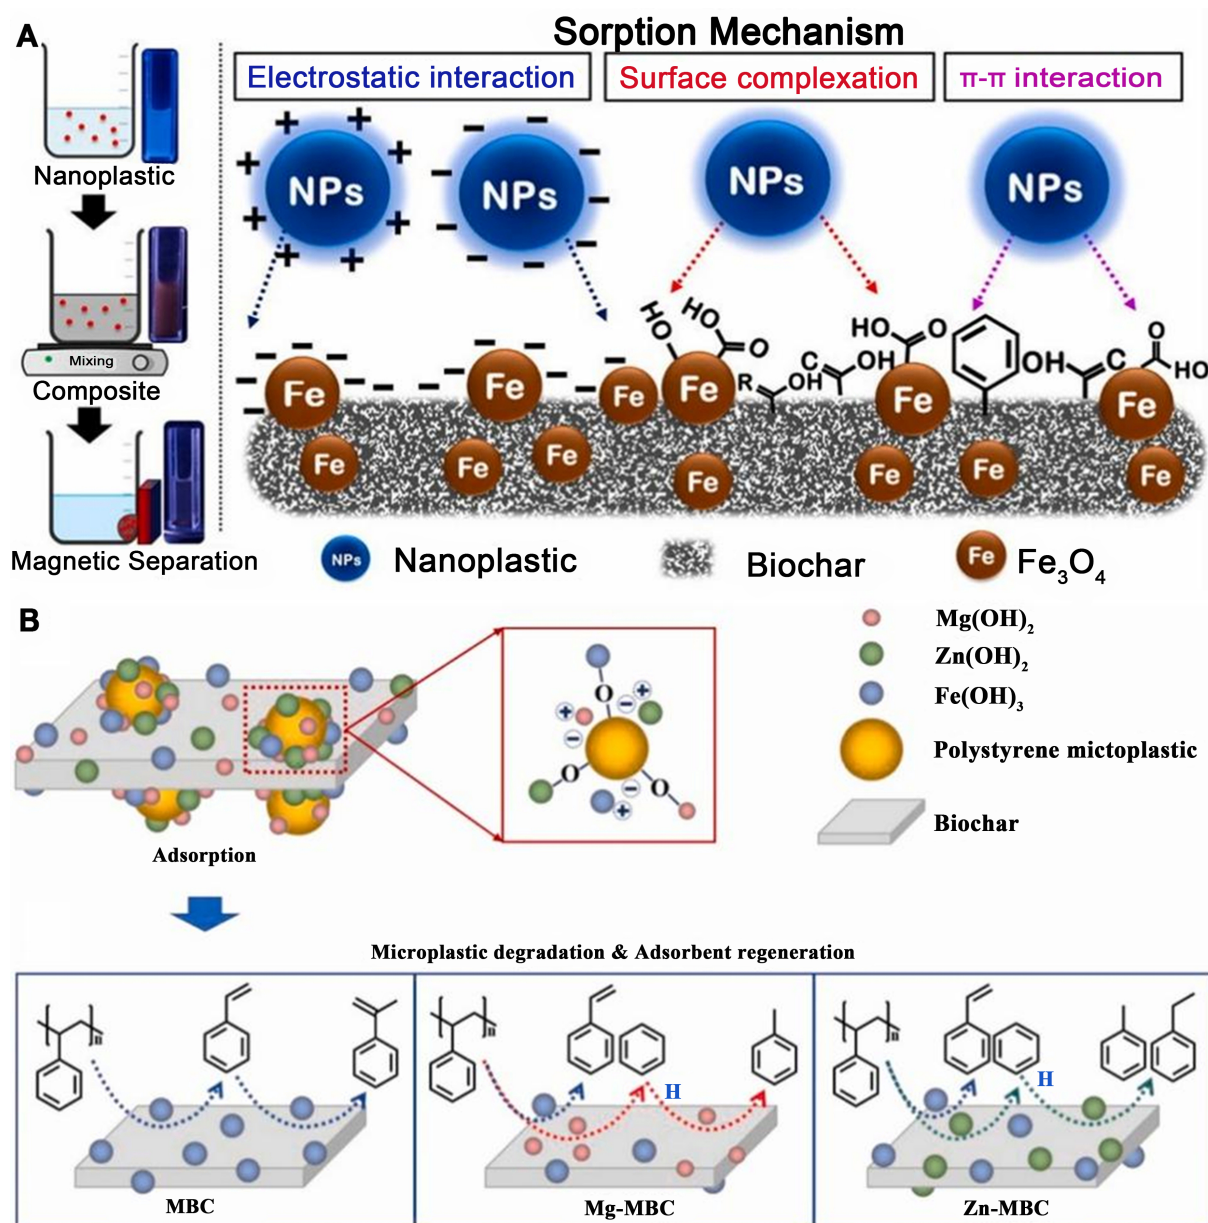 A
Sorption Mechanism
Electrostatic interaction
Surface complexation
π-π interaction
Nanoplastic
Mixing
Composite
Magnetic Separation
+ + + + + + + +
NPs
- - - - - - - - -
NPs
NPs
NPs
HO
HO
O
R
OH
C
OH
HO
O
OH
C
O
HO
Fe
Fe
Fe
Fe
Fe
Fe
Fe
Fe
Fe
Fe
Fe
Fe
Fe
NPs
Nanoplastic
Biochar
Fe
Fe₃O₄
B
Mg(OH)₂
Zn(OH)₂
Fe(OH)₃
Polystyrene mictoplastic
Biochar
O
O
O
+
-
+
-
-
+
Adsorption
Microplastic degradation & Adsorbent regeneration
n
MBC
n
H
Mg-MBC
n
H
Zn-MBC